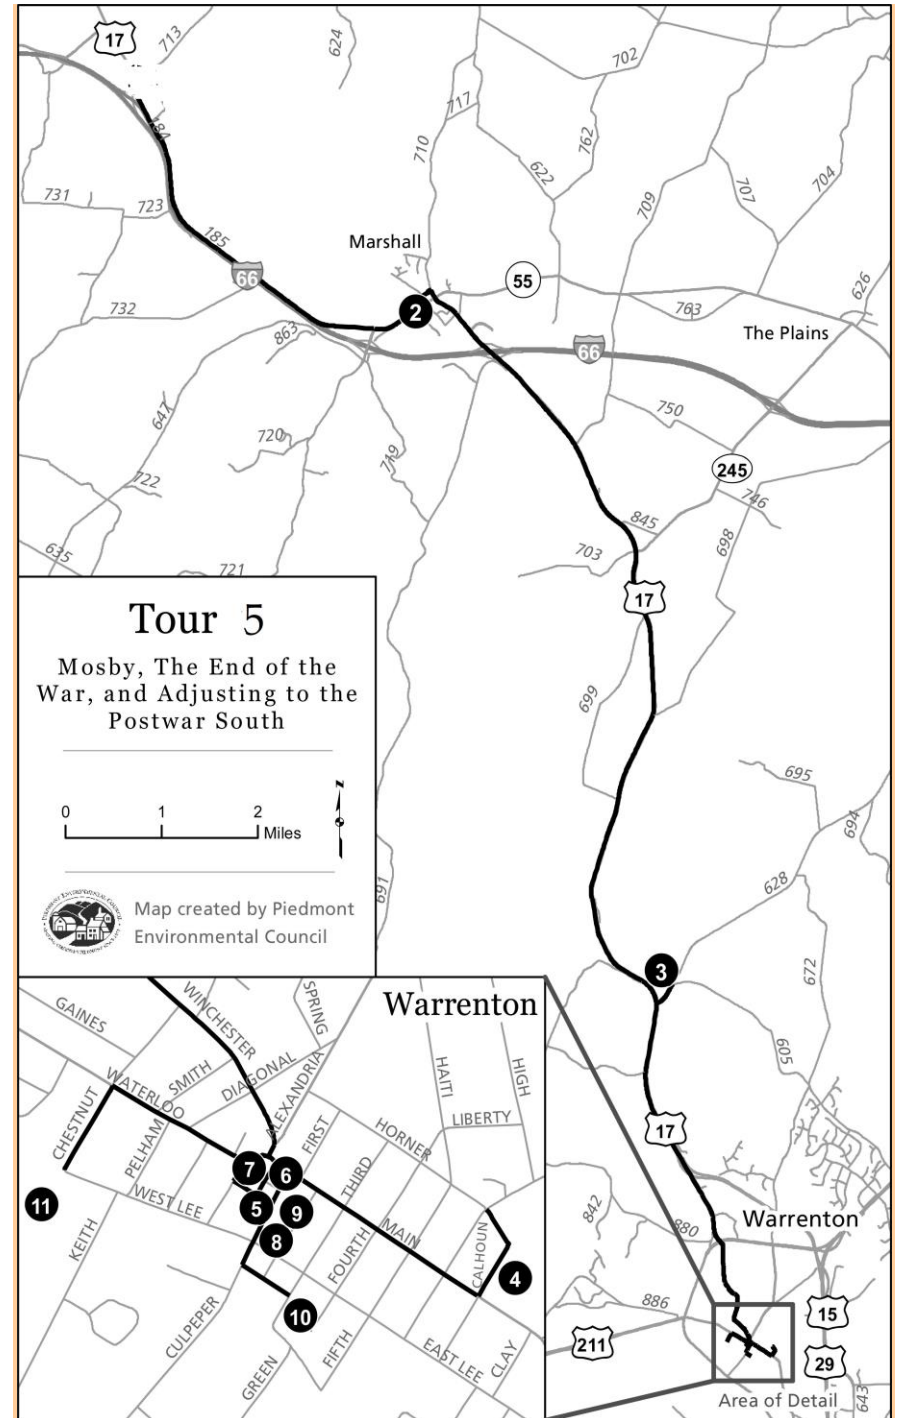 17
713
624
702
184
717
710
762
622
707
704
709
731
723
185
Marshall
66
55
626
732
2
763
863
The Plains
66
647
750
720
719
245
722
746
845
698
635
703
721
17
Tour 5
Mosby, The End of the
War, and Adjusting to the
Postwar South
0 1 2
Miles
N
Map created by Piedmont
Environmental Council
699
695
694
691
628
3
672
605
17
842
880
Warrenton
886
15
211
29
Area of Detail
643
Warrenton
GAINES
WINCHESTER
SPRING
SMITH
DIAGONAL
ALEXANDRIA
WATERLOO
HAITI
HIGH
CHESTNUT
PELHAM
FIRST
HORNER
LIBERTY
7
6
THIRD
11
WEST LEE
5
9
MAIN
KEITH
8
FOURTH
CALHOUN
4
10
CULPEPER
FIFTH
EAST LEE
CLAY
GREEN